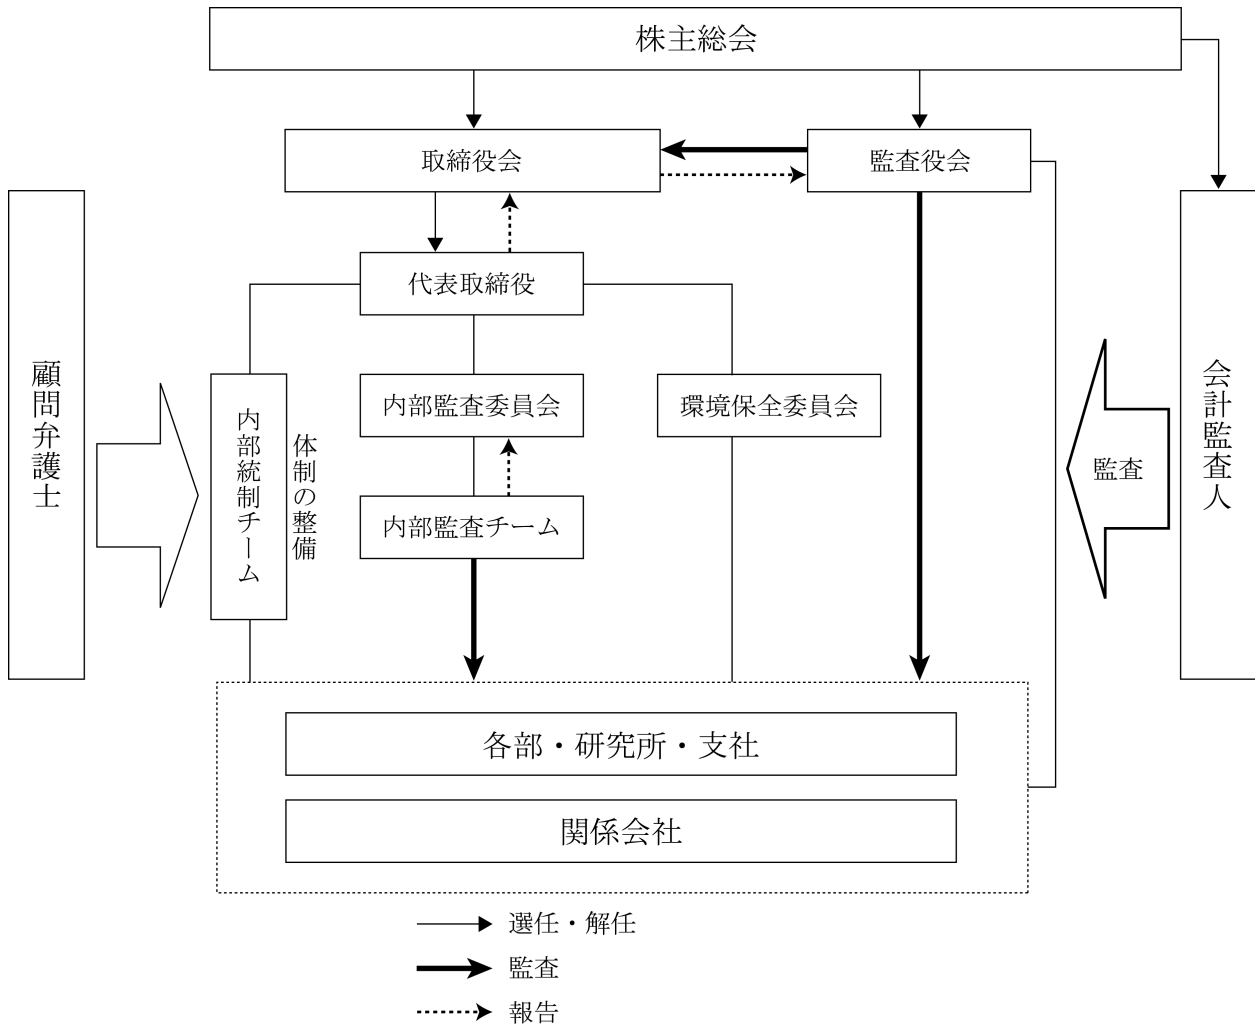 株主総会
取締役会
監査役会
代表取締役
顧問弁護士
内部統制チーム
体制の整備
内部監査委員会
環境保全委員会
内部監査チーム
監査
会計監査人
各部・研究所・支社
関係会社
選任・解任
監査
報告